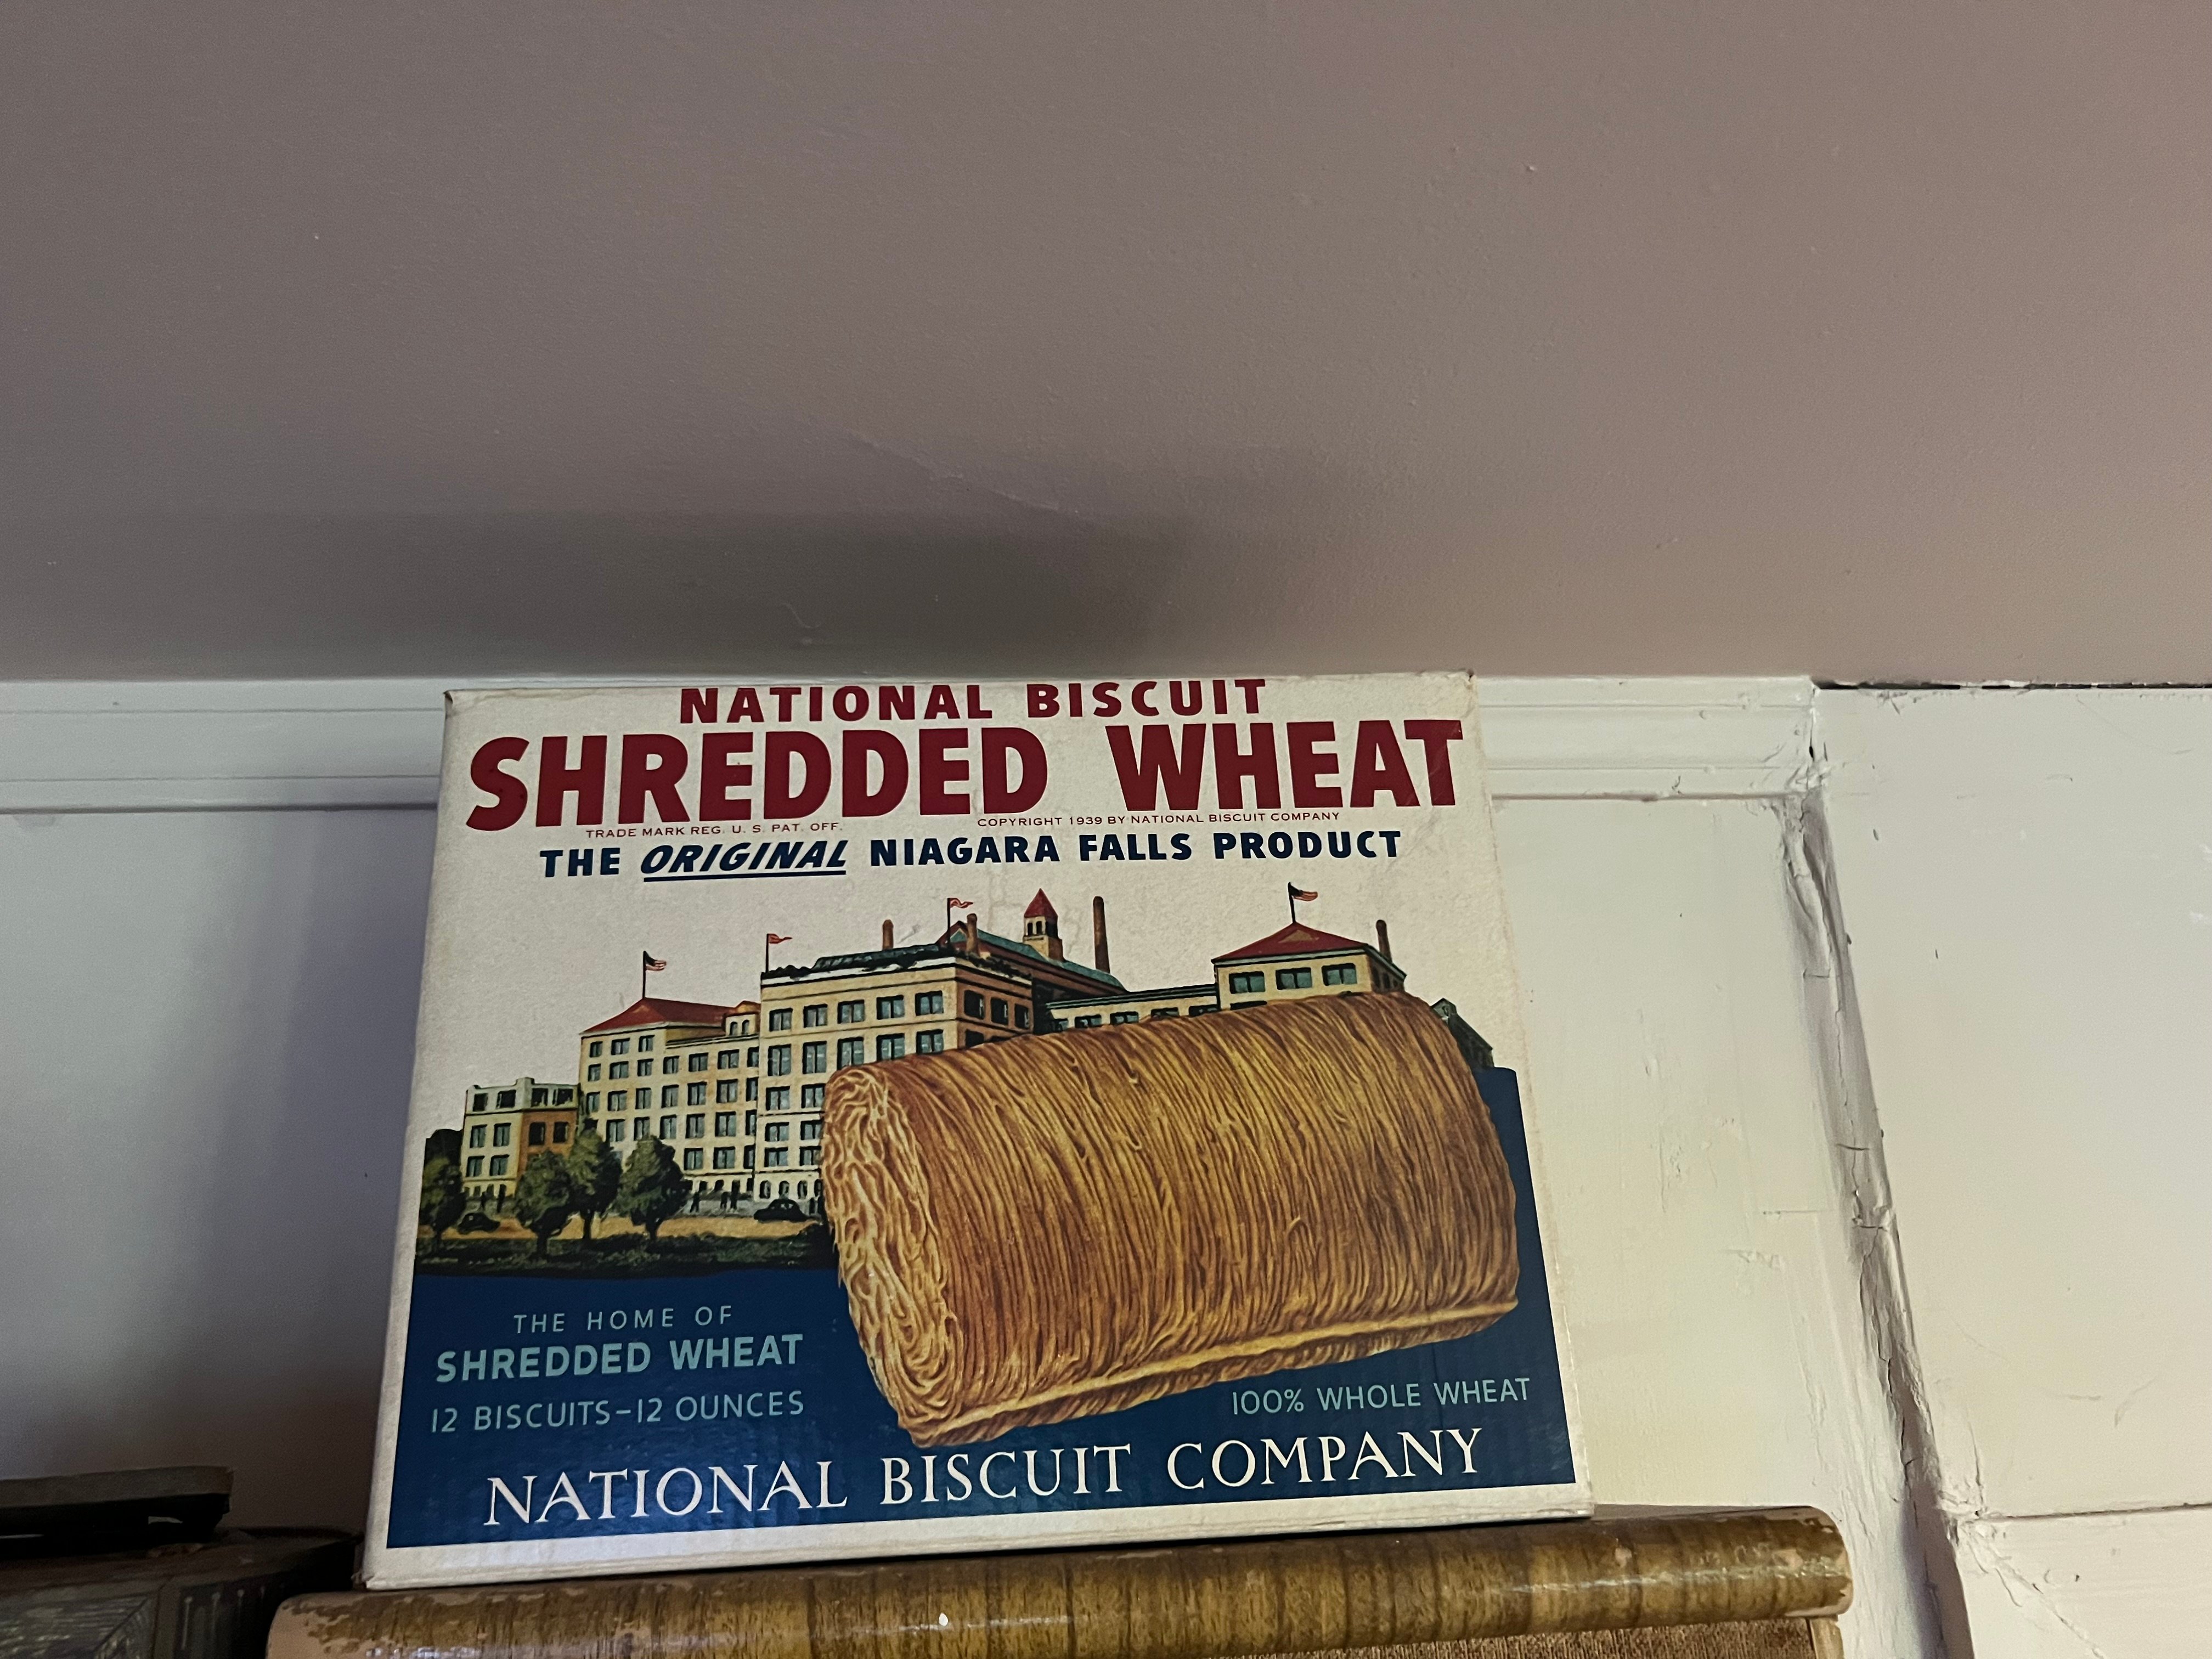 NATIONAL BISCUIT
SHREDDED WHEAT
TRADE MARK REG. U. S. PAT. OFF. COPYRIGHT 1939 BY NATIONAL BISCUIT COMPANY
THE ORIGINAL NIAGARA FALLS PRODUCT
THE HOME OF
SHREDDED WHEAT
12 BISCUITS-12 OUNCES
100% WHOLE WHEAT
NATIONAL BISCUIT COMPANY